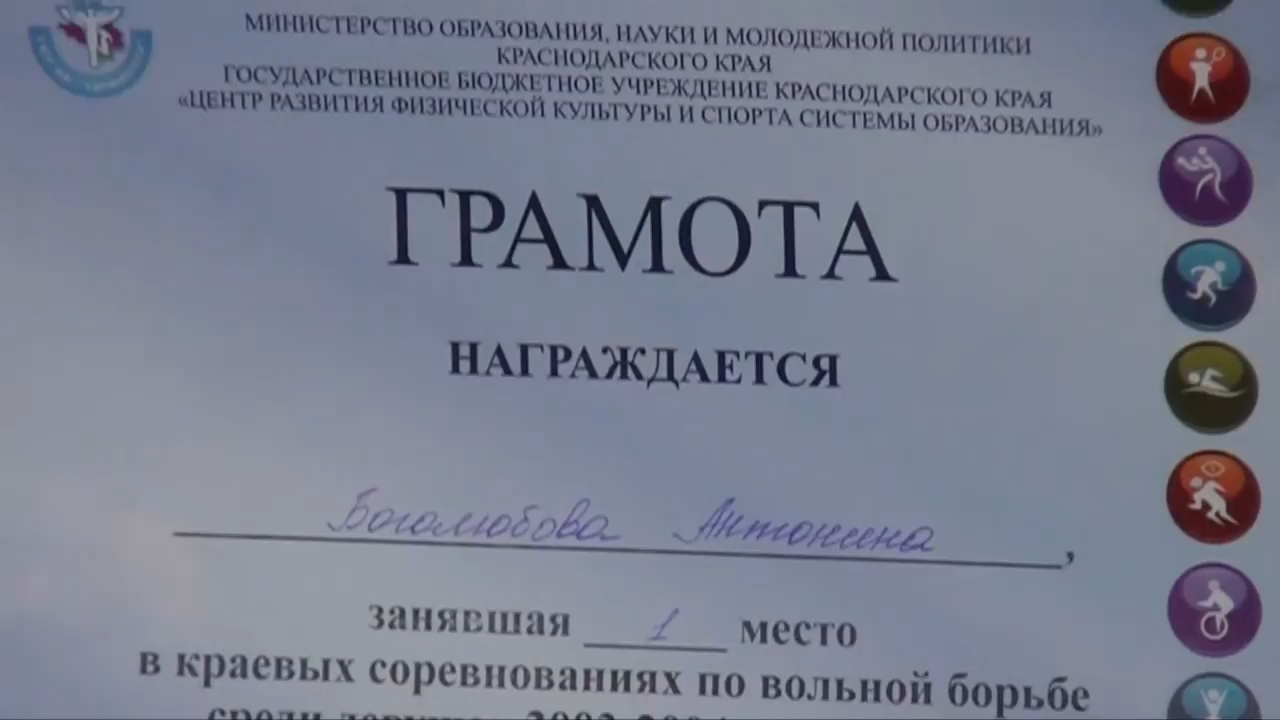 МИНИСТЕРСТВО ОБРАЗОВАНИЯ, НАУКИ И МОЛОДЕЖНОЙ ПОЛИТИКИ
КРАСНОДАРСКОГО КРАЯ
ГОСУДАРСТВЕННОЕ БЮДЖЕТНОЕ УЧРЕЖДЕНИЕ КРАСНОДАРСКОГО КРАЯ
«ЦЕНТР РАЗВИТИЯ ФИЗИЧЕСКОЙ КУЛЬТУРЫ И СПОРТА СИСТЕМЫ ОБРАЗОВАНИЯ»
ГРАМОТА
НАГРАЖДАЕТСЯ
Боголюбова Антонина,
занявшая 1 место
в краевых соревнованиях по вольной борьбе
среди